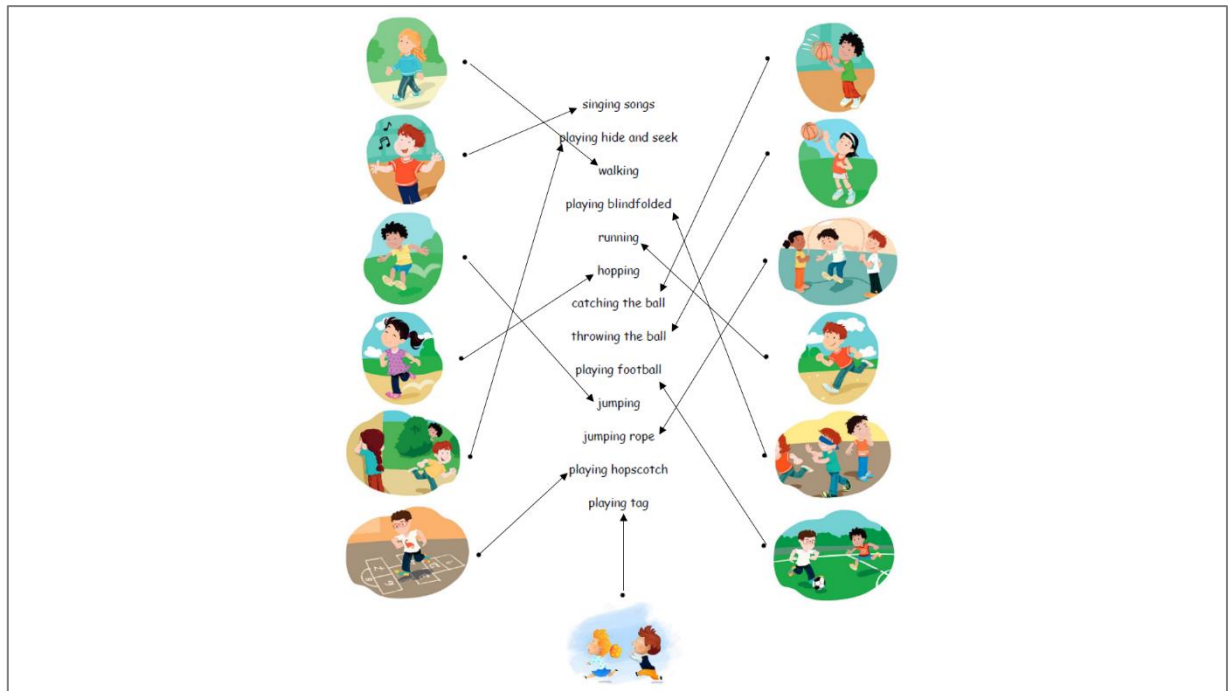 singing songs
playing hide and seek
walking
playing blindfolded
running
hopping
catching the ball
throwing the ball
playing football
jumping
jumping rope
playing hopscotch
playing tag